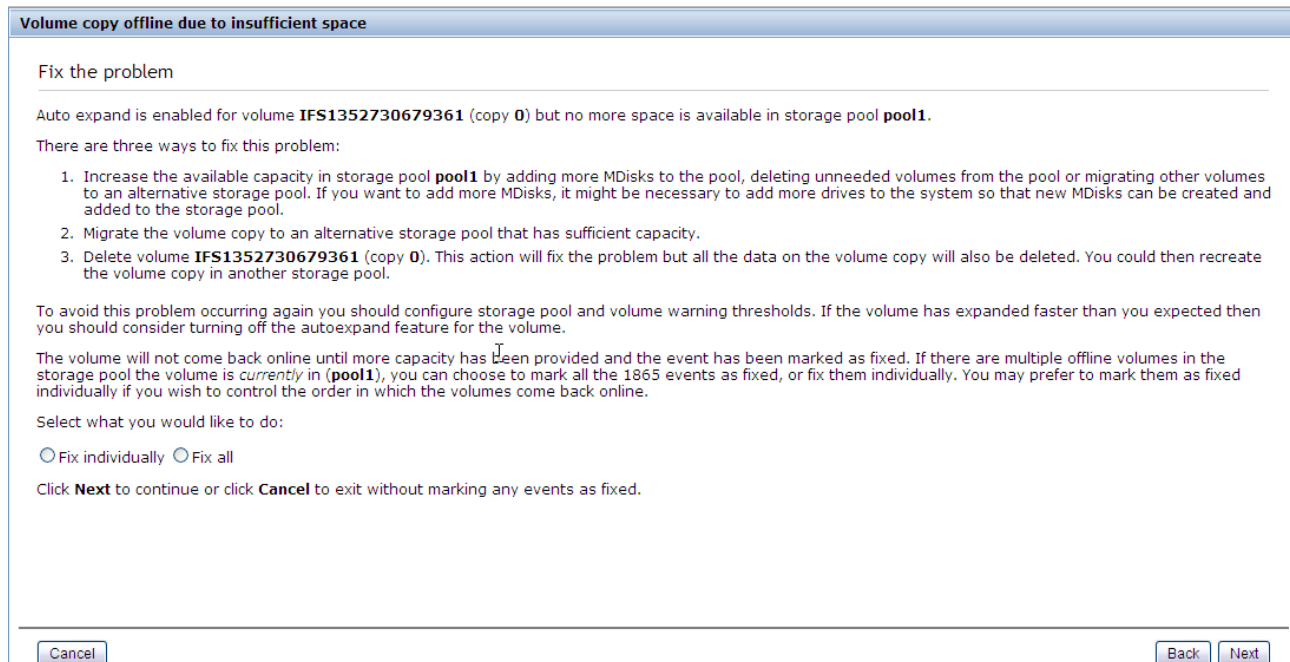 Volume copy offline due to insufficient space
Fix the problem
Auto expand is enabled for volume IFS1352730679361 (copy 0) but no more space is available in storage pool pool1.
There are three ways to fix this problem:
1. Increase the available capacity in storage pool pool1 by adding more MDisks to the pool, deleting unneeded volumes from the pool or migrating other volumes
to an alternative storage pool. If you want to add more MDisks, it might be necessary to add more drives to the system so that new MDisks can be created and
added to the storage pool.
2. Migrate the volume copy to an alternative storage pool that has sufficient capacity.
3. Delete volume IFS1352730679361 (copy 0). This action will fix the problem but all the data on the volume copy will also be deleted. You could then recreate
the volume copy in another storage pool.
To avoid this problem occurring again you should configure storage pool and volume warning thresholds. If the volume has expanded faster than you expected then
you should consider turning off the autoexpand feature for the volume.
The volume will not come back online until more capacity has been provided and the event has been marked as fixed. If there are multiple offline volumes in the
storage pool the volume is currently in (pool1), you can choose to mark all the 1865 events as fixed, or fix them individually. You may prefer to mark them as fixed
individually if you wish to control the order in which the volumes come back online.
Select what you would like to do:
Fix individually Fix all
Click Next to continue or click Cancel to exit without marking any events as fixed.
Cancel Back Next